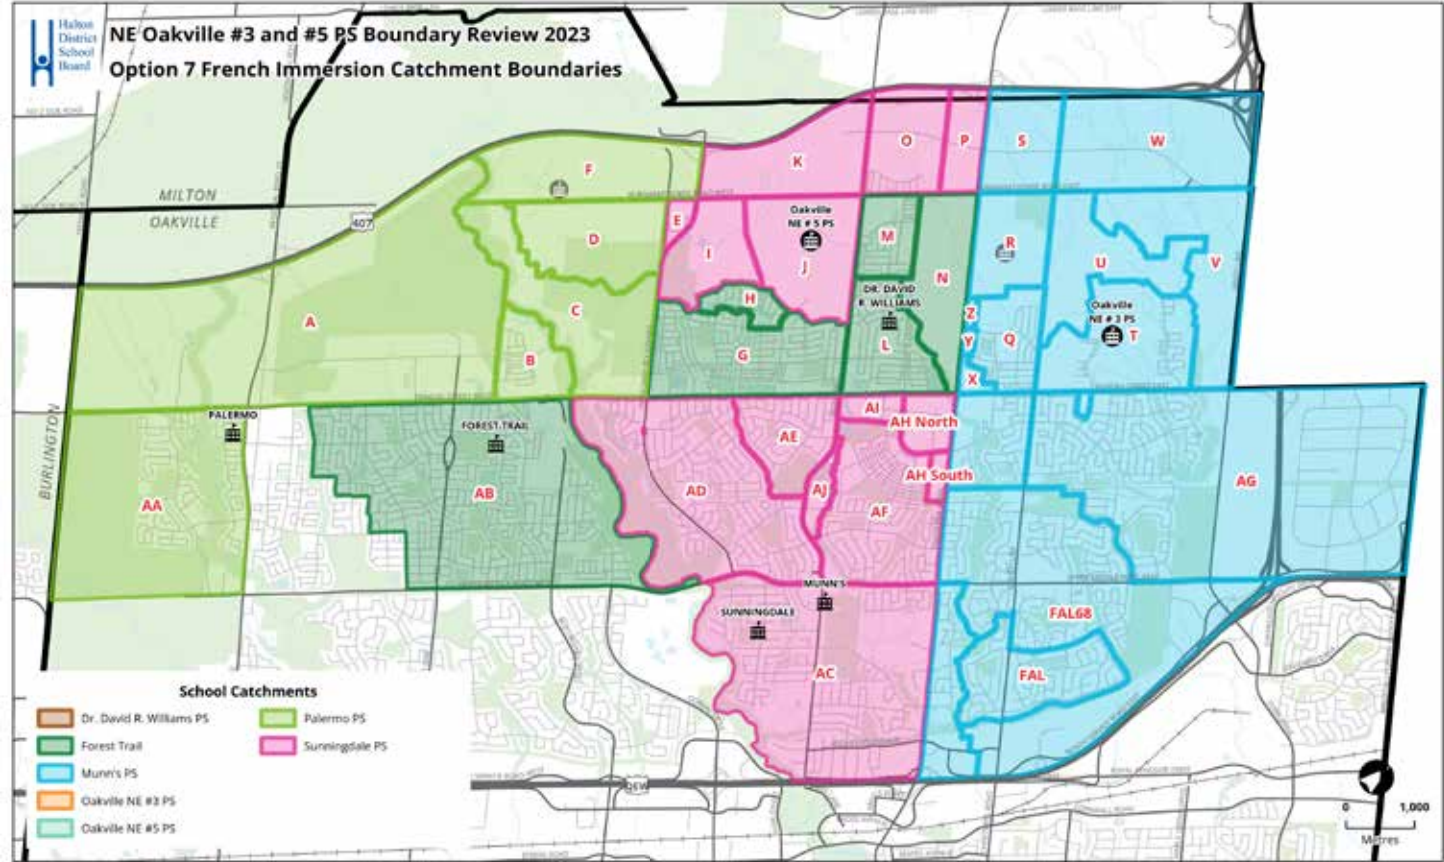 Halton
District
School
Board
NE Oakville #3 and #5 PS Boundary Review 2023
Option 7 French Immersion Catchment Boundaries
MILTON
OAKVILLE
407
BURLINGTON
F
K
O
P
S
W
E
D
I
J
Oakville
NE # 5 PS
M
N
R
U
V
A
C
B
H
G
DR. DAVID
R. WILLIAMS
L
Z
Y
Q
X
Oakville
NE # 3 PS
T
PALERMO
FOREST TRAIL
AI
AH North
AE
AH South
AA
AB
AD
AJ
AF
AG
MUNN'S
SUNNINGDALE
AC
FAL68
FAL
QEW
School Catchments
Dr. David R. Williams PS
Forest Trail
Munn's PS
Oakville NE #3 PS
Oakville NE #5 PS
Palermo PS
Sunningdale PS
0 1,000
Metres